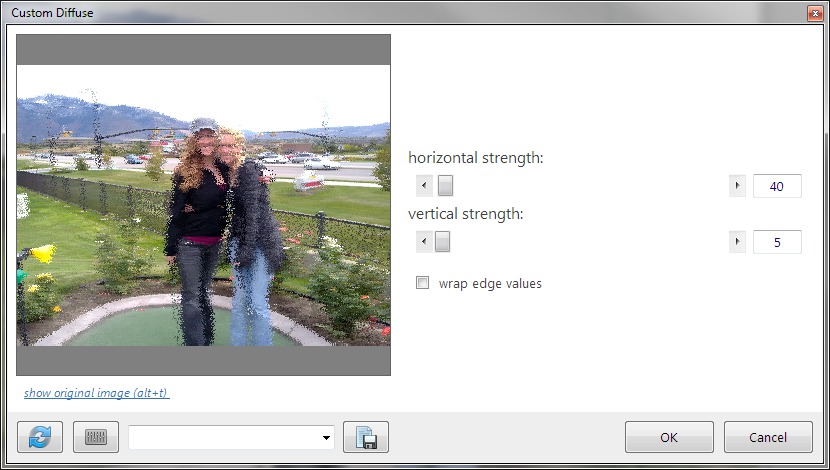 Custom Diffuse
horizontal strength:
40
vertical strength:
5
wrap edge values
show original image (alt+t)
OK
Cancel